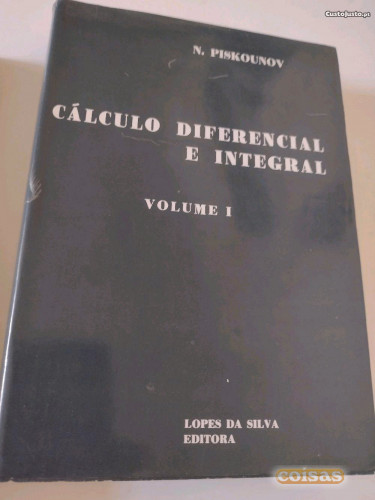 CustoJusto.pt
N. PISKOUNOV
CÁLCULO DIFERENCIAL
E INTEGRAL
VOLUME I
LOPES DA SILVA
EDITORA
coisas